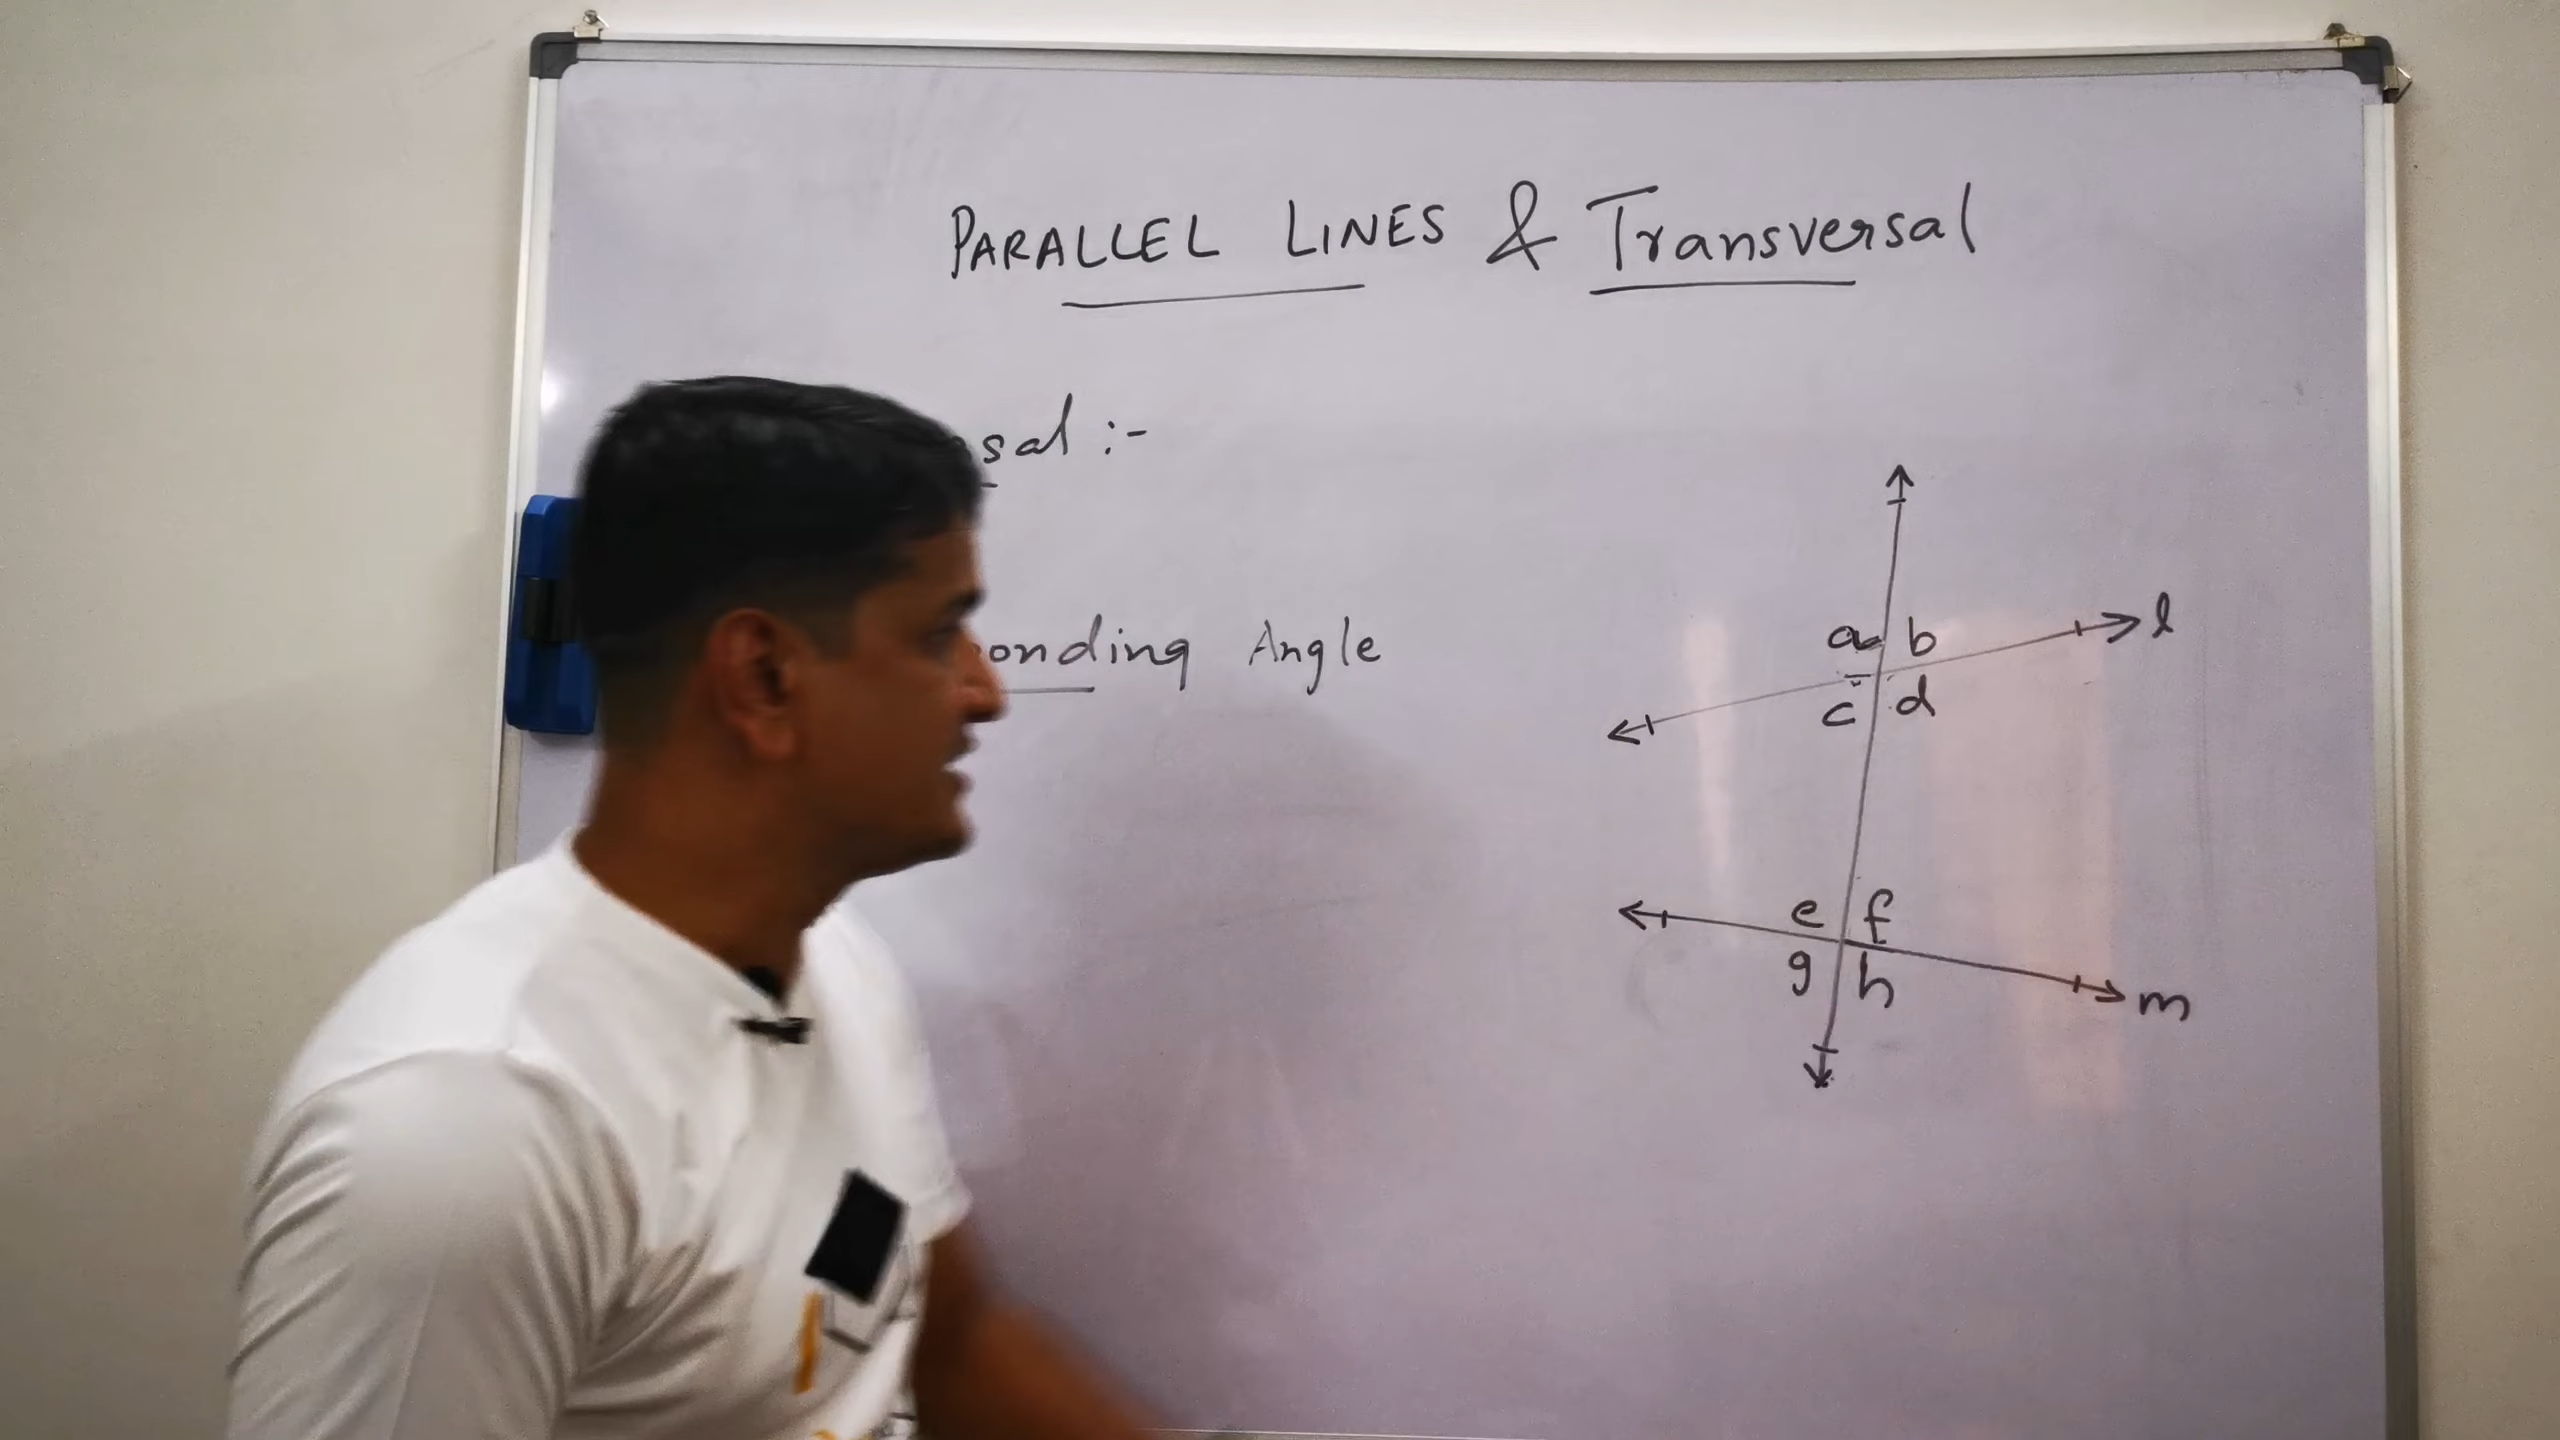 PARALLEL LINES & Transversal
sal :-
onding Angle
a b l
c d
e f
g h m